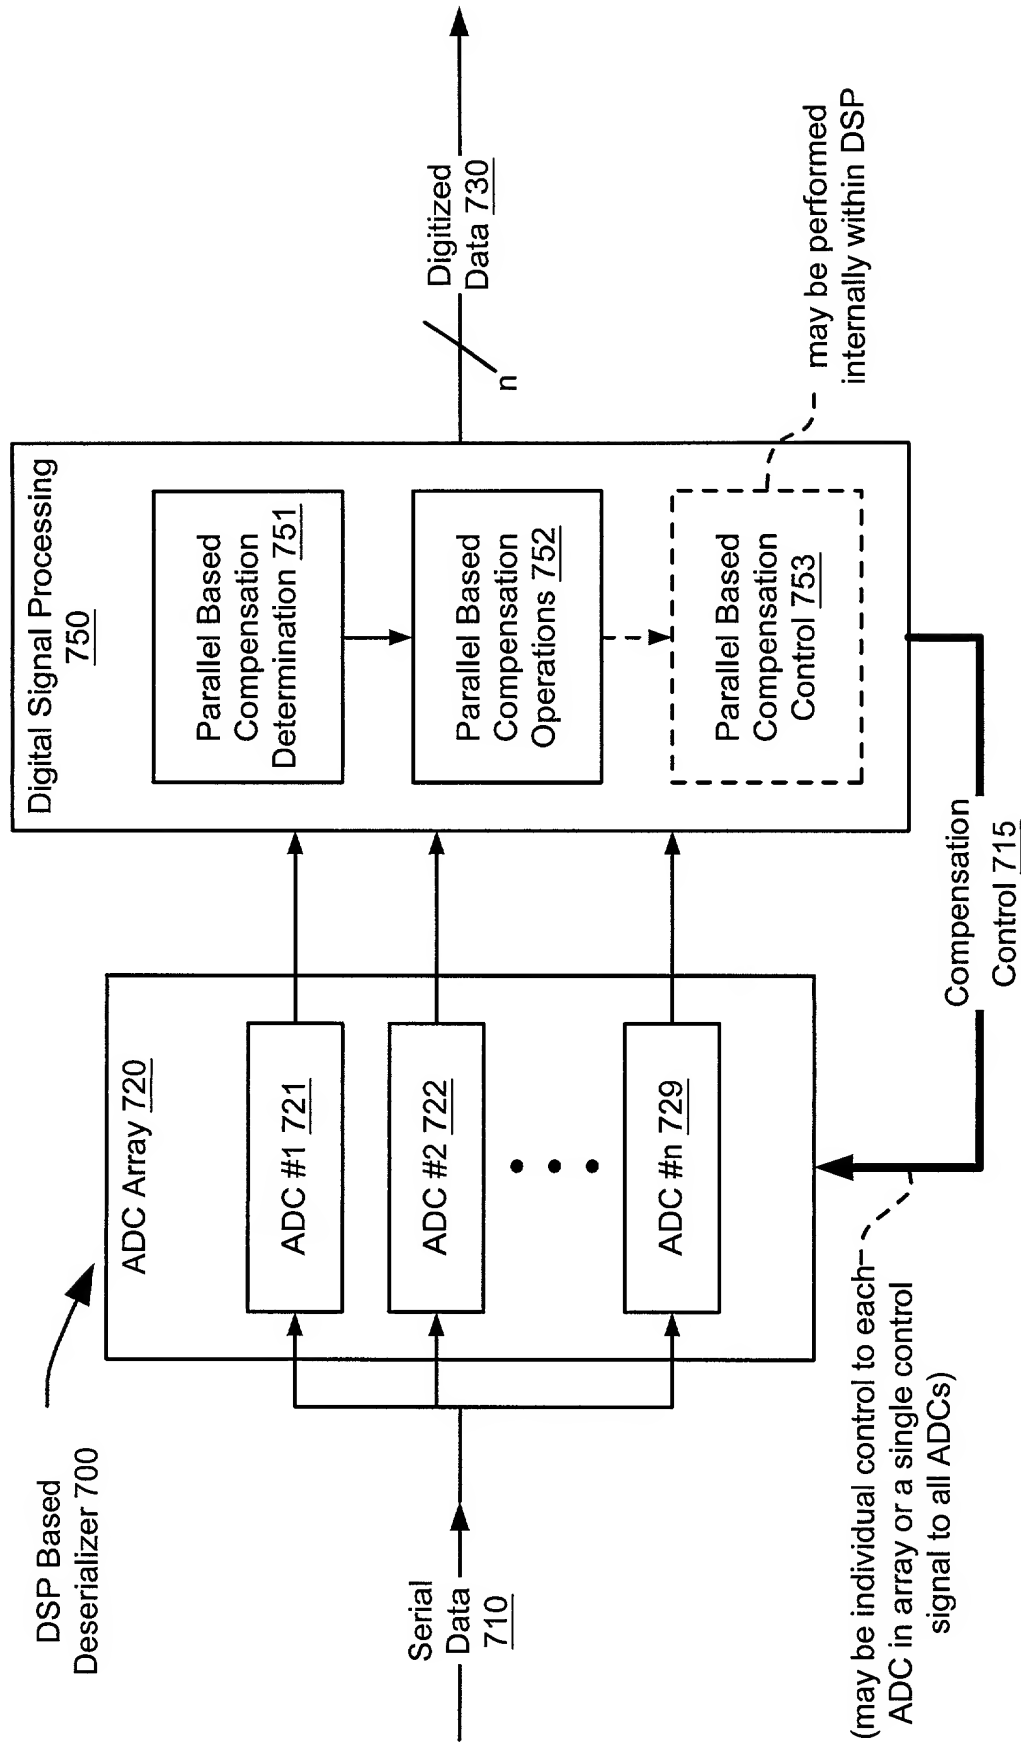 DSP Based
Deserializer 700
Serial
Data
710
ADC Array 720
ADC #1 721
ADC #2 722
ADC #n 729
(may be individual control to each
ADC in array or a single control
signal to all ADCs)
Compensation
Control 715
Digital Signal Processing
750
Parallel Based
Compensation
Determination 751
Parallel Based
Compensation
Operations 752
Parallel Based
Compensation
Control 753
n
Digitized
Data 730
may be performed
internally within DSP